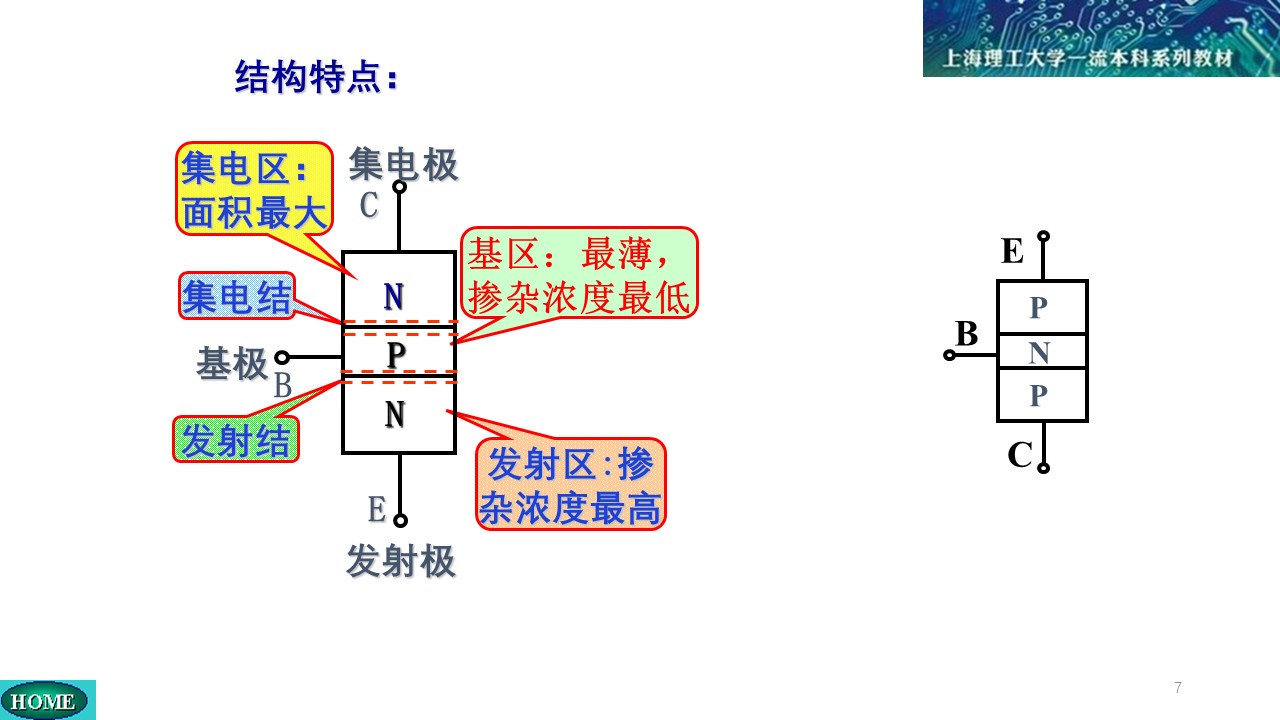 上海理工大学一流本科系列教材
结构特点：
集电区：
面积最大
集电极
C
基区：最薄，
掺杂浓度最低
N
集电结
P
基极
B
N
发射结
发射区:掺
杂浓度最高
E
发射极
E
P
B
N
P
C
HOME
7